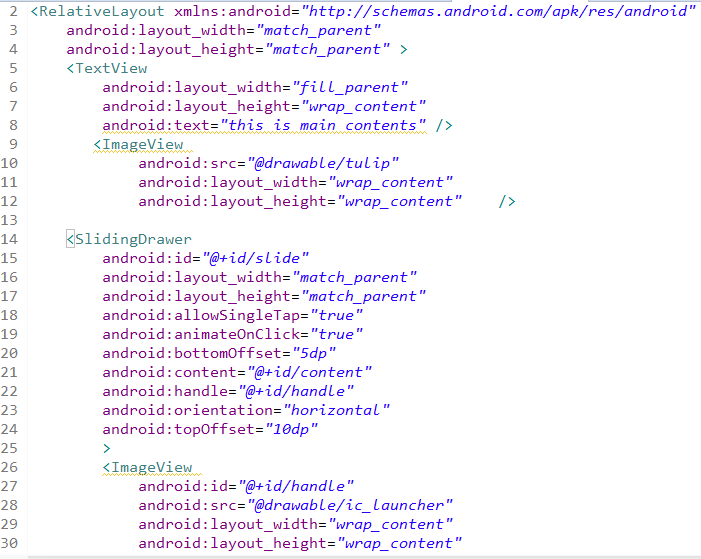 2 <RelativeLayout xmlns:android="http://schemas.android.com/apk/res/android"
3 android:layout_width="match_parent"
4 android:layout_height="match_parent" >
5 <TextView
6 android:layout_width="fill_parent"
7 android:layout_height="wrap_content"
8 android:text="this is main contents" />
9 <ImageView
10 android:src="@drawable/tulip"
11 android:layout_width="wrap_content"
12 android:layout_height="wrap_content" />
13
14 <SlidingDrawer
15 android:id="@+id/slide"
16 android:layout_width="match_parent"
17 android:layout_height="match_parent"
18 android:allowSingleTap="true"
19 android:animateOnClick="true"
20 android:bottomOffset="5dp"
21 android:content="@+id/content"
22 android:handle="@+id/handle"
23 android:orientation="horizontal"
24 android:topOffset="10dp"
25 >
26 <ImageView
27 android:id="@+id/handle"
28 android:src="@drawable/ic_launcher"
29 android:layout_width="wrap_content"
30 android:layout_height="wrap_content"